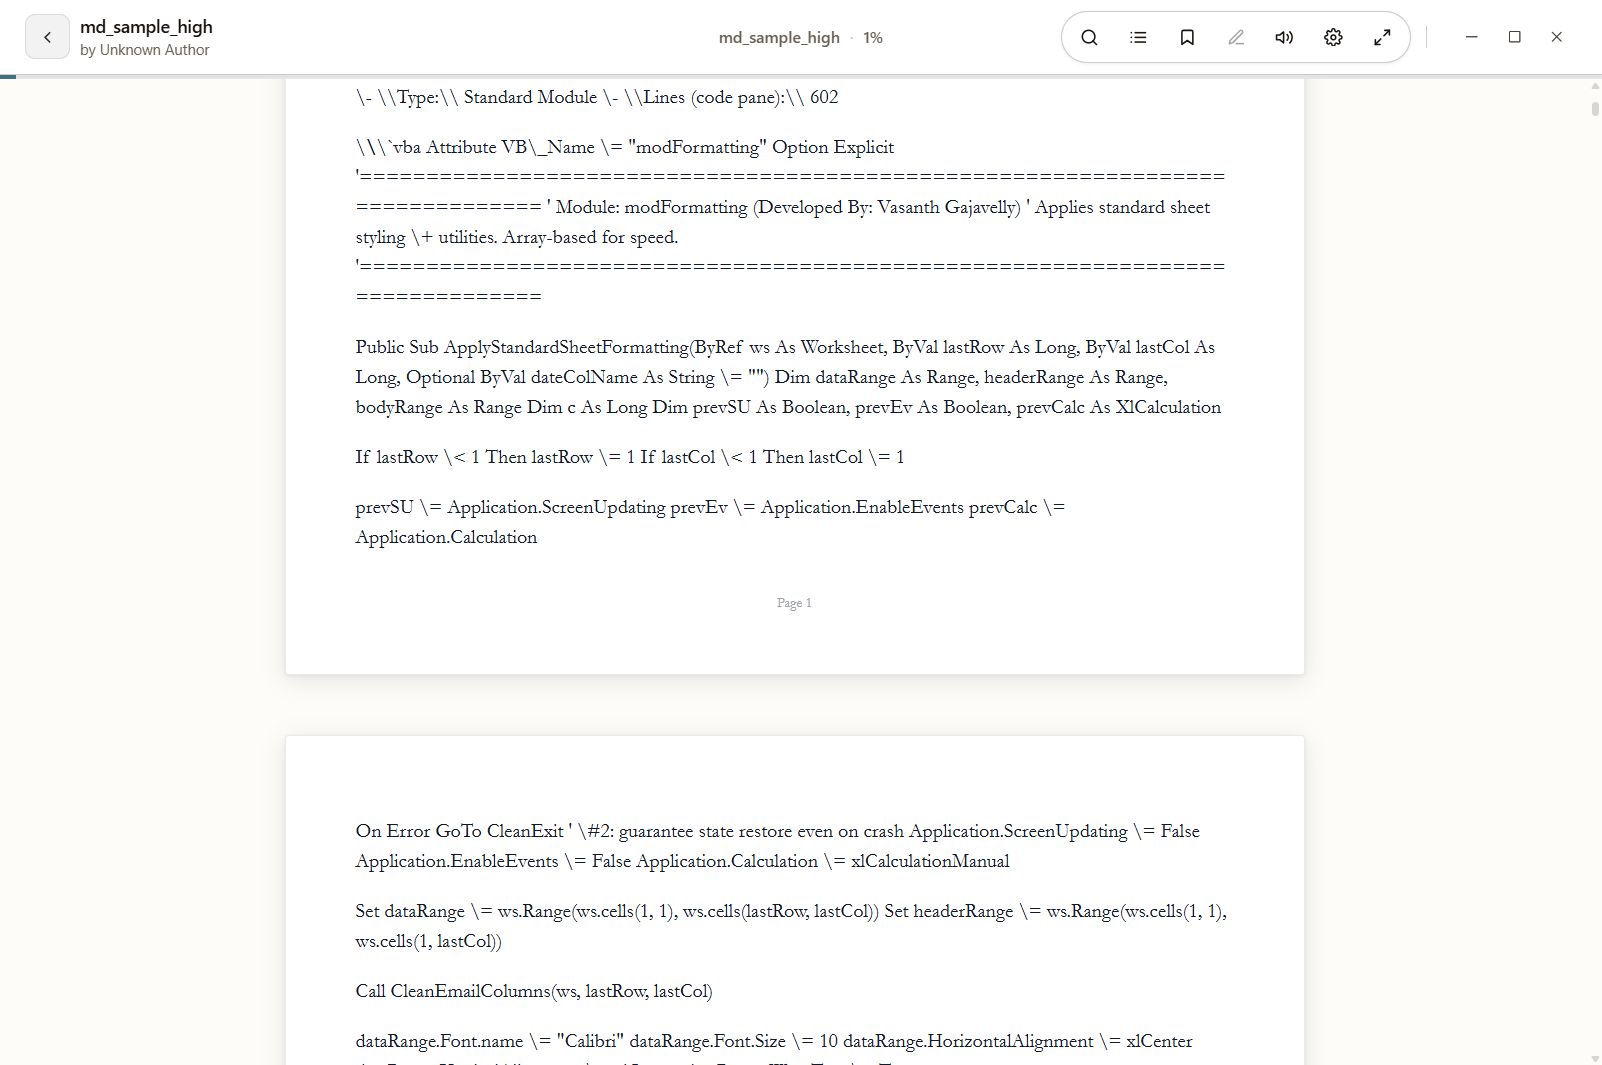 md_sample_high
by Unknown Author
md_sample_high · 1%
\- \\Type:\\ Standard Module \- \\Lines (code pane):\\ 602
\\\`vba Attribute VB\_Name \= "modFormatting" Option Explicit
'=================================================================
============== ' Module: modFormatting (Developed By: Vasanth Gajavelly) ' Applies standard sheet
styling \+ utilities. Array-based for speed.
'=================================================================
==============
Public Sub ApplyStandardSheetFormatting(ByRef ws As Worksheet, ByVal lastRow As Long, ByVal lastCol As
Long, Optional ByVal dateColName As String \= "") Dim dataRange As Range, headerRange As Range,
bodyRange As Range Dim c As Long Dim prevSU As Boolean, prevEv As Boolean, prevCalc As XlCalculation
If lastRow \< 1 Then lastRow \= 1 If lastCol \< 1 Then lastCol \= 1
prevSU \= Application.ScreenUpdating prevEv \= Application.EnableEvents prevCalc \=
Application.Calculation
Page 1
On Error GoTo CleanExit ' \#2: guarantee state restore even on crash Application.ScreenUpdating \= False
Application.EnableEvents \= False Application.Calculation \= xlCalculationManual
Set dataRange \= ws.Range(ws.cells(1, 1), ws.cells(lastRow, lastCol)) Set headerRange \= ws.Range(ws.cells(1, 1),
ws.cells(1, lastCol))
Call CleanEmailColumns(ws, lastRow, lastCol)
dataRange.Font.name \= "Calibri" dataRange.Font.Size \= 10 dataRange.HorizontalAlignment \= xlCenter